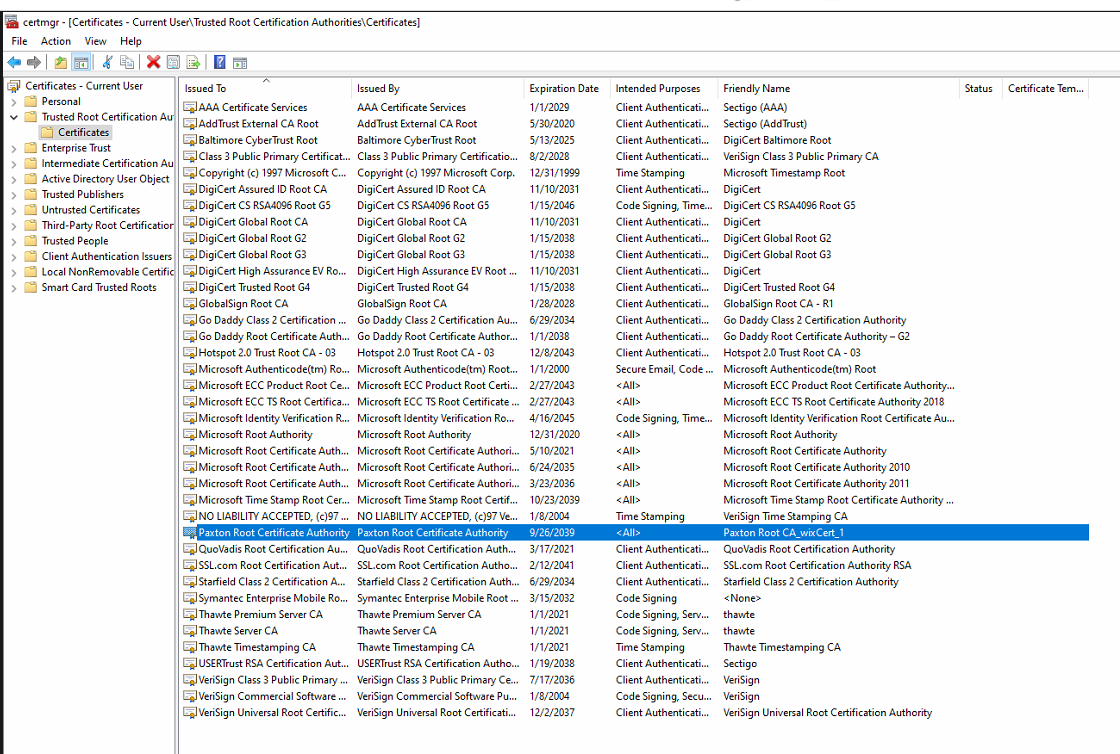 certmgr - [Certificates - Current User\Trusted Root Certification Authorities\Certificates]
File Action View Help
Certificates - Current User
Personal
Trusted Root Certification Au
Certificates
Enterprise Trust
Intermediate Certification Au
Active Directory User Object
Trusted Publishers
Untrusted Certificates
Third-Party Root Certification
Trusted People
Client Authentication Issuers
Local NonRemovable Certific
Smart Card Trusted Roots
Issued To Issued By Expiration Date Intended Purposes Friendly Name Status Certificate Tem...
AAA Certificate Services AAA Certificate Services 1/1/2029 Client Authenticati... Sectigo (AAA)
AddTrust External CA Root AddTrust External CA Root 5/30/2020 Client Authenticati... Sectigo (AddTrust)
Baltimore CyberTrust Root Baltimore CyberTrust Root 5/13/2025 Client Authenticati... DigiCert Baltimore Root
Class 3 Public Primary Certificat... Class 3 Public Primary Certificatio... 8/2/2028 Client Authenticati... VeriSign Class 3 Public Primary CA
Copyright (c) 1997 Microsoft C... Copyright (c) 1997 Microsoft Corp. 12/31/1999 Time Stamping Microsoft Timestamp Root
DigiCert Assured ID Root CA DigiCert Assured ID Root CA 11/10/2031 Client Authenticati... DigiCert
DigiCert CS RSA4096 Root G5 DigiCert CS RSA4096 Root G5 1/15/2046 Code Signing, Time... DigiCert CS RSA4096 Root G5
DigiCert Global Root CA DigiCert Global Root CA 11/10/2031 Client Authenticati... DigiCert
DigiCert Global Root G2 DigiCert Global Root G2 1/15/2038 Client Authenticati... DigiCert Global Root G2
DigiCert Global Root G3 DigiCert Global Root G3 1/15/2038 Client Authenticati... DigiCert Global Root G3
DigiCert High Assurance EV Ro... DigiCert High Assurance EV Root ... 11/10/2031 Client Authenticati... DigiCert
DigiCert Trusted Root G4 DigiCert Trusted Root G4 1/15/2038 Client Authenticati... DigiCert Trusted Root G4
GlobalSign Root CA GlobalSign Root CA 1/28/2028 Client Authenticati... GlobalSign Root CA - R1
Go Daddy Class 2 Certification ... Go Daddy Class 2 Certification Au... 6/29/2034 Client Authenticati... Go Daddy Class 2 Certification Authority
Go Daddy Root Certificate Auth... Go Daddy Root Certificate Author... 1/1/2038 Client Authenticati... Go Daddy Root Certificate Authority – G2
Hotspot 2.0 Trust Root CA - 03 Hotspot 2.0 Trust Root CA - 03 12/8/2043 Client Authenticati... Hotspot 2.0 Trust Root CA - 03
Microsoft Authenticode(tm) Ro... Microsoft Authenticode(tm) Root... 1/1/2000 Secure Email, Code ... Microsoft Authenticode(tm) Root
Microsoft ECC Product Root Ce... Microsoft ECC Product Root Certi... 2/27/2043 <All> Microsoft ECC Product Root Certificate Authority...
Microsoft ECC TS Root Certifica... Microsoft ECC TS Root Certificate ... 2/27/2043 <All> Microsoft ECC TS Root Certificate Authority 2018
Microsoft Identity Verification R... Microsoft Identity Verification Ro... 4/16/2045 Code Signing, Time... Microsoft Identity Verification Root Certificate Au...
Microsoft Root Authority Microsoft Root Authority 12/31/2020 <All> Microsoft Root Authority
Microsoft Root Certificate Auth... Microsoft Root Certificate Authori... 5/10/2021 <All> Microsoft Root Certificate Authority
Microsoft Root Certificate Auth... Microsoft Root Certificate Authori... 6/24/2035 <All> Microsoft Root Certificate Authority 2010
Microsoft Root Certificate Auth... Microsoft Root Certificate Authori... 3/23/2036 <All> Microsoft Root Certificate Authority 2011
Microsoft Time Stamp Root Cer... Microsoft Time Stamp Root Certif... 10/23/2039 <All> Microsoft Time Stamp Root Certificate Authority ...
NO LIABILITY ACCEPTED, (c)97 ... NO LIABILITY ACCEPTED, (c)97 Ve... 1/8/2004 Time Stamping VeriSign Time Stamping CA
Paxton Root Certificate Authority Paxton Root Certificate Authority 9/26/2039 <All> Paxton Root CA_wixCert_1
QuoVadis Root Certification Au... QuoVadis Root Certification Auth... 3/17/2021 Client Authenticati... QuoVadis Root Certification Authority
SSL.com Root Certification Aut... SSL.com Root Certification Autho... 2/12/2041 Client Authenticati... SSL.com Root Certification Authority RSA
Starfield Class 2 Certification A... Starfield Class 2 Certification Auth... 6/29/2034 Client Authenticati... Starfield Class 2 Certification Authority
Symantec Enterprise Mobile Ro... Symantec Enterprise Mobile Root ... 3/15/2032 Code Signing <None>
Thawte Premium Server CA Thawte Premium Server CA 1/1/2021 Code Signing, Serv... thawte
Thawte Server CA Thawte Server CA 1/1/2021 Code Signing, Serv... thawte
Thawte Timestamping CA Thawte Timestamping CA 1/1/2021 Time Stamping Thawte Timestamping CA
USERTrust RSA Certification Aut... USERTrust RSA Certification Autho... 1/19/2038 Client Authenticati... Sectigo
VeriSign Class 3 Public Primary ... VeriSign Class 3 Public Primary Ce... 7/17/2036 Client Authenticati... VeriSign
VeriSign Commercial Software ... VeriSign Commercial Software Pu... 1/8/2004 Code Signing, Secu... VeriSign
VeriSign Universal Root Certific... VeriSign Universal Root Certificati... 12/2/2037 Client Authenticati... VeriSign Universal Root Certification Authority